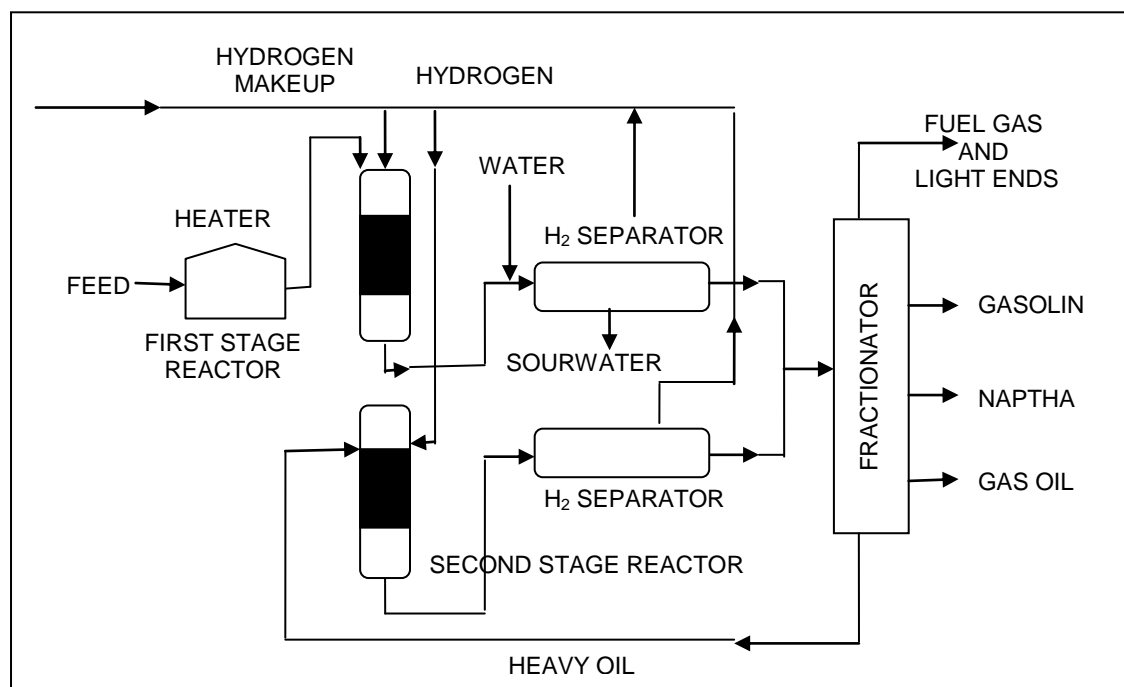 HYDROGEN
MAKEUP
HYDROGEN
FUEL GAS
AND
LIGHT ENDS
WATER
HEATER
H₂ SEPARATOR
FEED
GASOLIN
FIRST STAGE
REACTOR
SOURWATER
FRACTIONATOR
NAPTHA
GAS OIL
H₂ SEPARATOR
SECOND STAGE REACTOR
HEAVY OIL